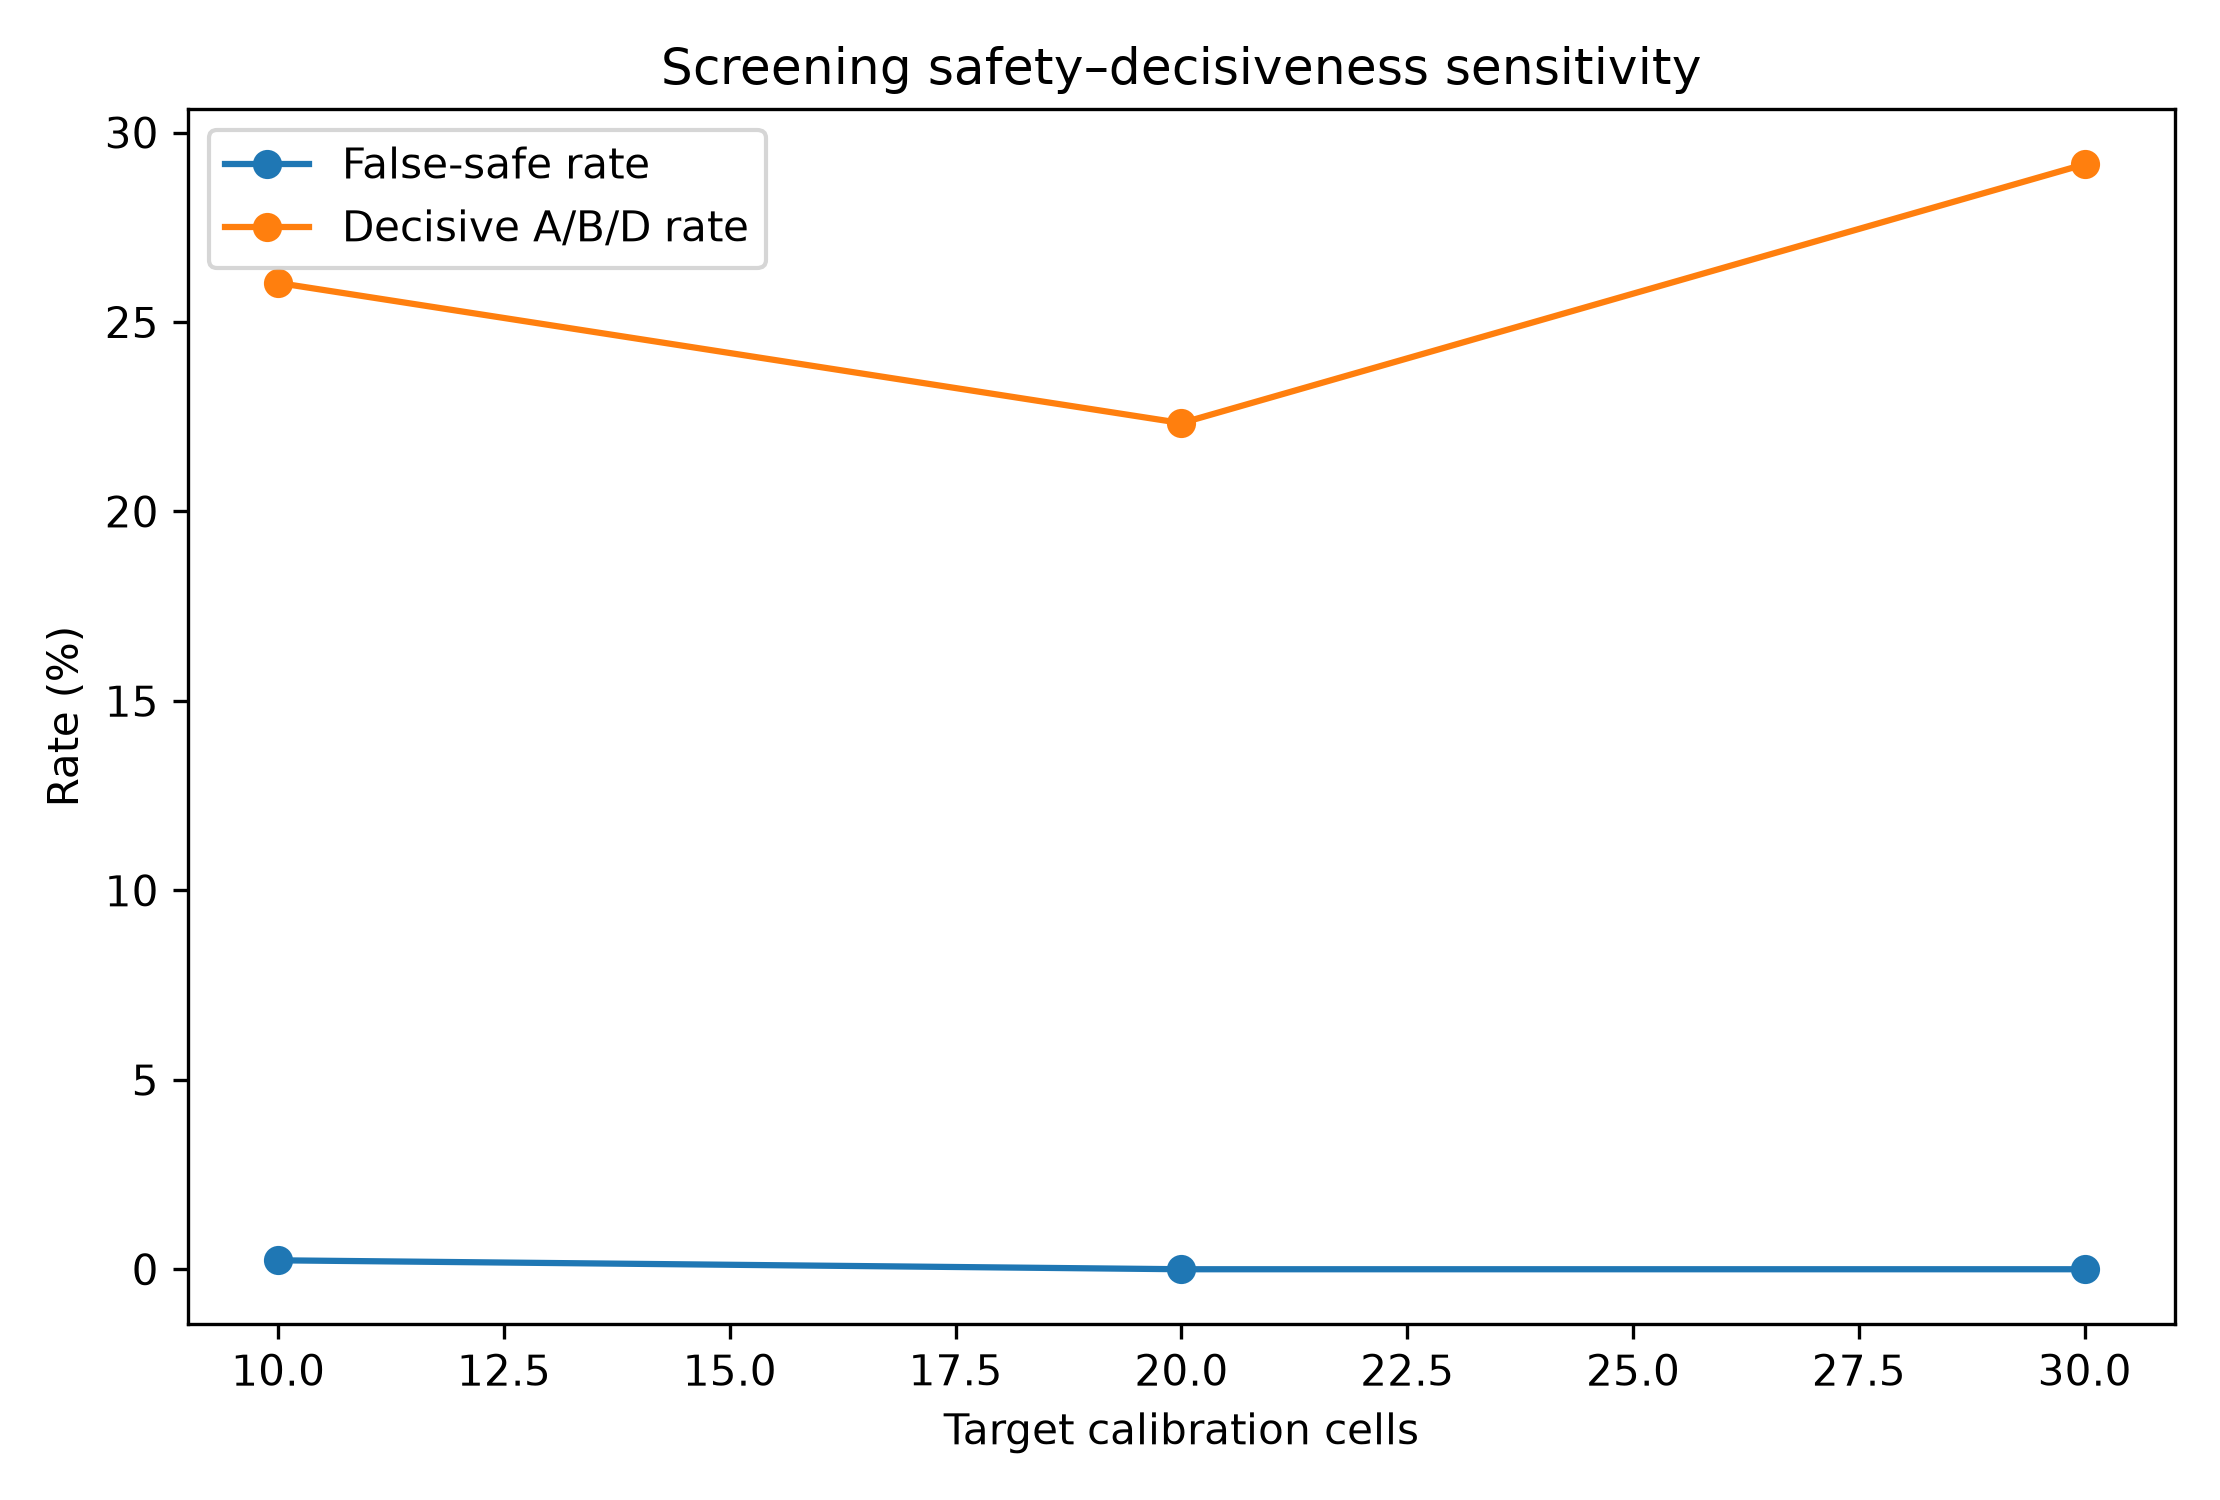 Screening safety–decisiveness sensitivity
False-safe rate
Decisive A/B/D rate
30
25
20
15
10
5
0
Rate (%)
10.0 12.5 15.0 17.5 20.0 22.5 25.0 27.5 30.0
Target calibration cells